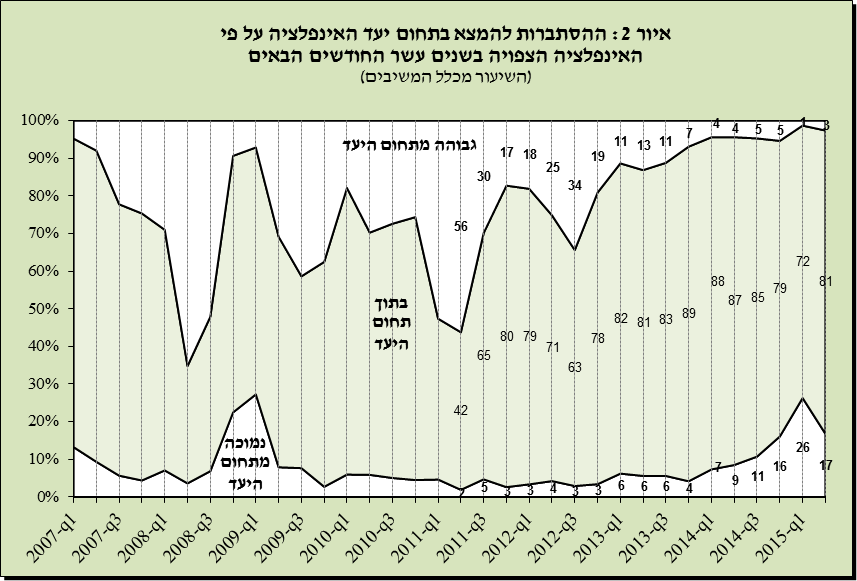 איור 2: ההסתברות להמצא בתחום יעד האינפלציה על פי
האינפלציה הצפויה בשנים עשר החודשים הבאים
(השיעור מכלל המשיבים)
100%
90%
80%
70%
60%
50%
40%
30%
20%
10%
0%
גבוהה מתחום היעד
56 30 17 18 25 34 19 11 13 11 7 4 4 5 5 1 3
בתוך
תחום
היעד
42 65 80 79 71 63 78 82 81 83 89 88 87 85 79 72 81
נמוכה
מתחום
היעד
2 5 3 3 4 3 3 6 6 6 4 7 9 11 16 26 17
2007-q1 2007-q3 2008-q1 2008-q3 2009-q1 2009-q3 2010-q1 2010-q3 2011-q1 2011-q3 2012-q1 2012-q3 2013-q1 2013-q3 2014-q1 2014-q3 2015-q1